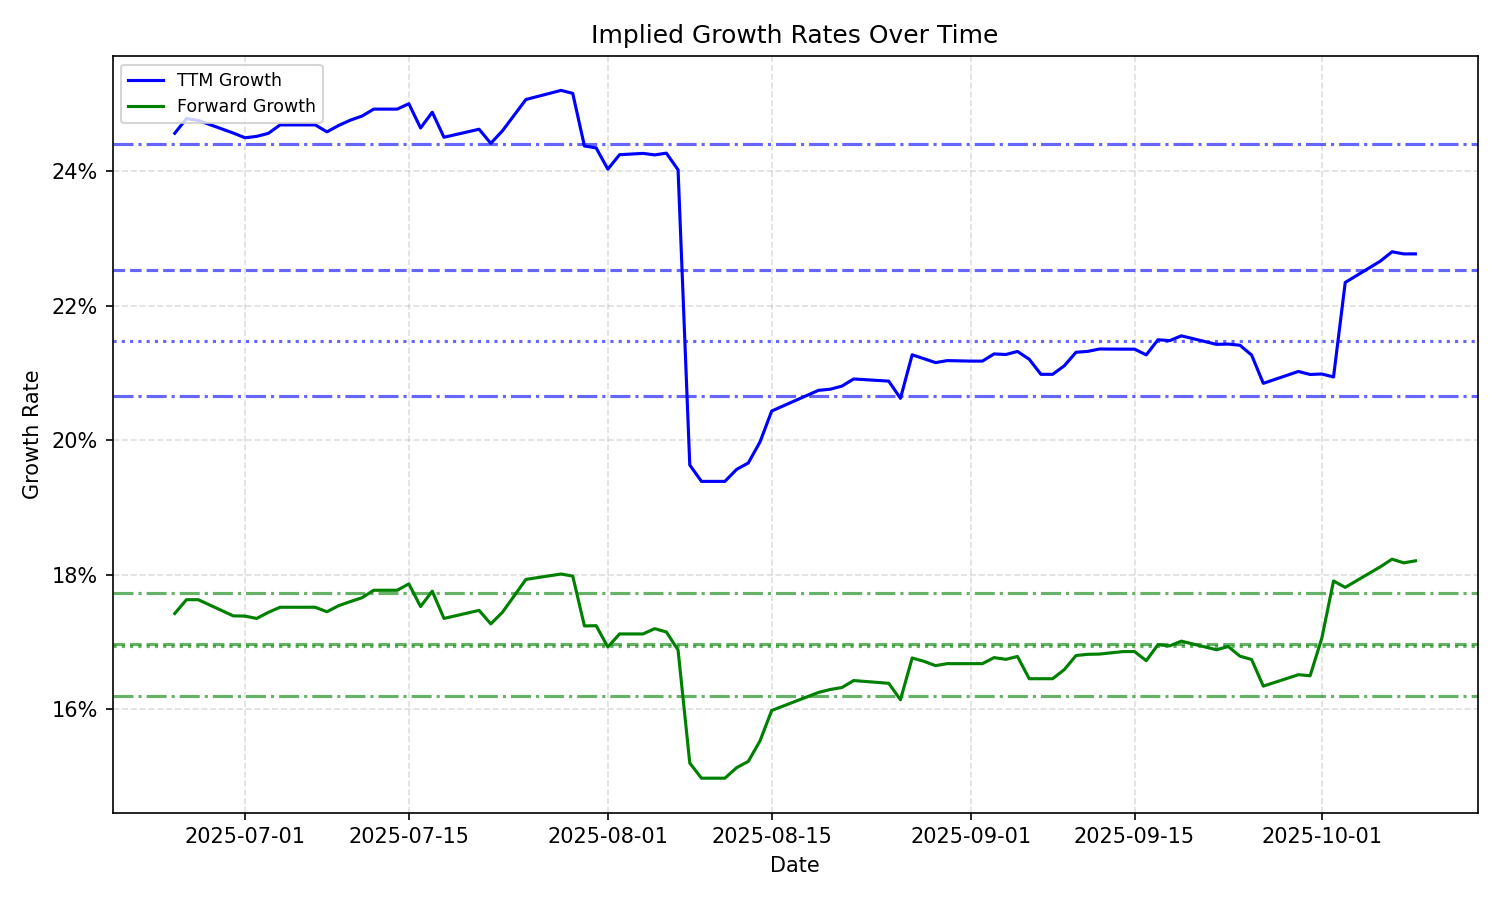 Implied Growth Rates Over Time
TTM Growth
Forward Growth
24%
22%
20%
18%
16%
Growth Rate
2025-07-01
2025-07-15
2025-08-01
2025-08-15
2025-09-01
2025-09-15
2025-10-01
Date